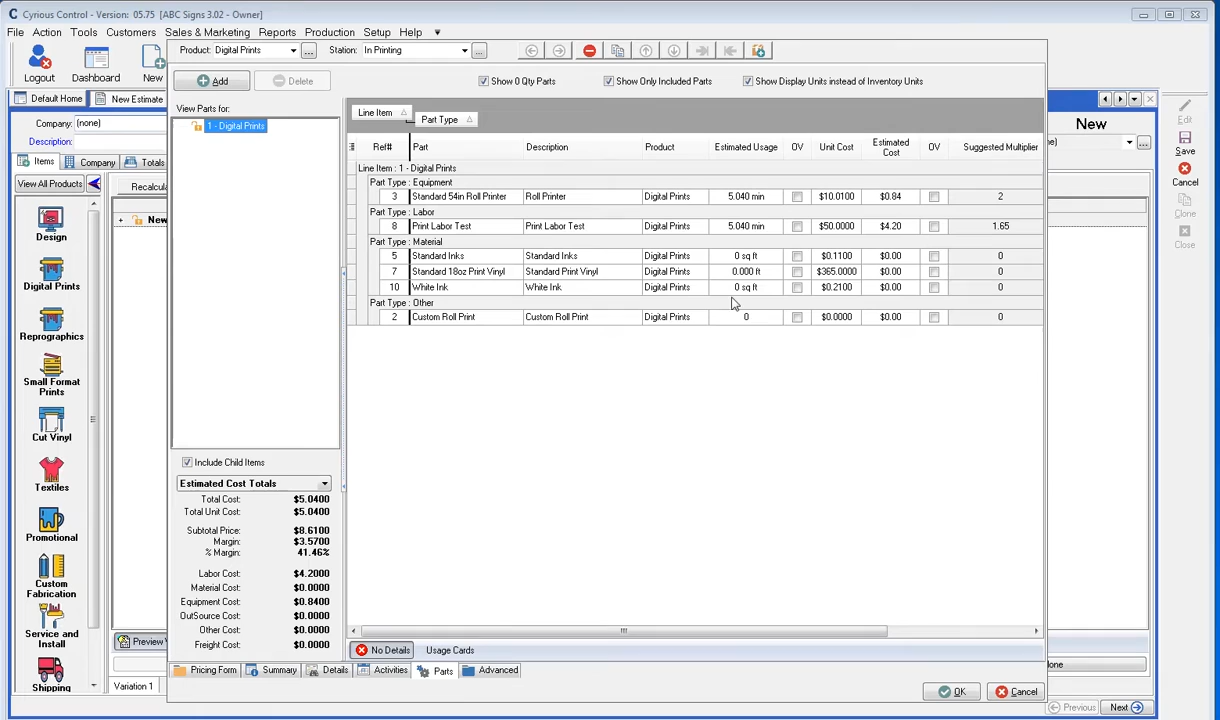 Cyrious Control - Version: 05.75 [ABC Signs 3.02 - Owner]
File Action Tools Customers Sales & Marketing Reports Production Setup Help
Product: Digital Prints ... Station: In Printing ...
Logout Dashboard New
Add Delete Show 0 Qty Parts Show Only Included Parts Show Display Units instead of Inventory Units
Default Home New Estimate
View Parts for:
Line Item Part Type
Company: (none)
1 - Digital Prints
New
Edit
Description:
Save
Items Company Totals
Ref# Part Description Product Estimated Usage OV Unit Cost Estimated Cost OV Suggested Multiplier
Cancel
View All Products Recalcula
Line Item : 1 - Digital Prints
Part Type : Equipment
3 Standard 54in Roll Printer Roll Printer Digital Prints 5.040 min $10.0100 $0.84 2
Clone
Part Type : Labor
New
8 Print Labor Test Print Labor Test Digital Prints 5.040 min $50.0000 $4.20 1.65
Design
Part Type : Material
Close
5 Standard Inks Standard Inks Digital Prints 0 sq ft $0.1100 $0.00 0
7 Standard 18oz Print Vinyl Standard Print Vinyl Digital Prints 0.000 ft $365.0000 $0.00 0
10 White Ink White Ink Digital Prints 0 sq ft $0.2100 $0.00 0
Digital Prints
Part Type : Other
2 Custom Roll Print Custom Roll Print Digital Prints 0 $0.0000 $0.00 0
Reprographics
Small Format
Prints
Cut Vinyl
Include Child Items
Textiles
Estimated Cost Totals
Total Cost: $5.0400
Total Unit Cost: $5.0400
Subtotal Price: $8.6100
Margin: $3.5700
% Margin: 41.46%
Promotional
Labor Cost: $4.2000
Material Cost: $0.0000
Equipment Cost: $0.8400
OutSource Cost: $0.0000
Other Cost: $0.0000
Freight Cost: $0.0000
Custom
Fabrication
Service and
Install
Shipping
Preview
No Details Usage Cards
Pricing Form Summary Details Activities Parts Advanced
Variation 1
OK Cancel
Previous Next